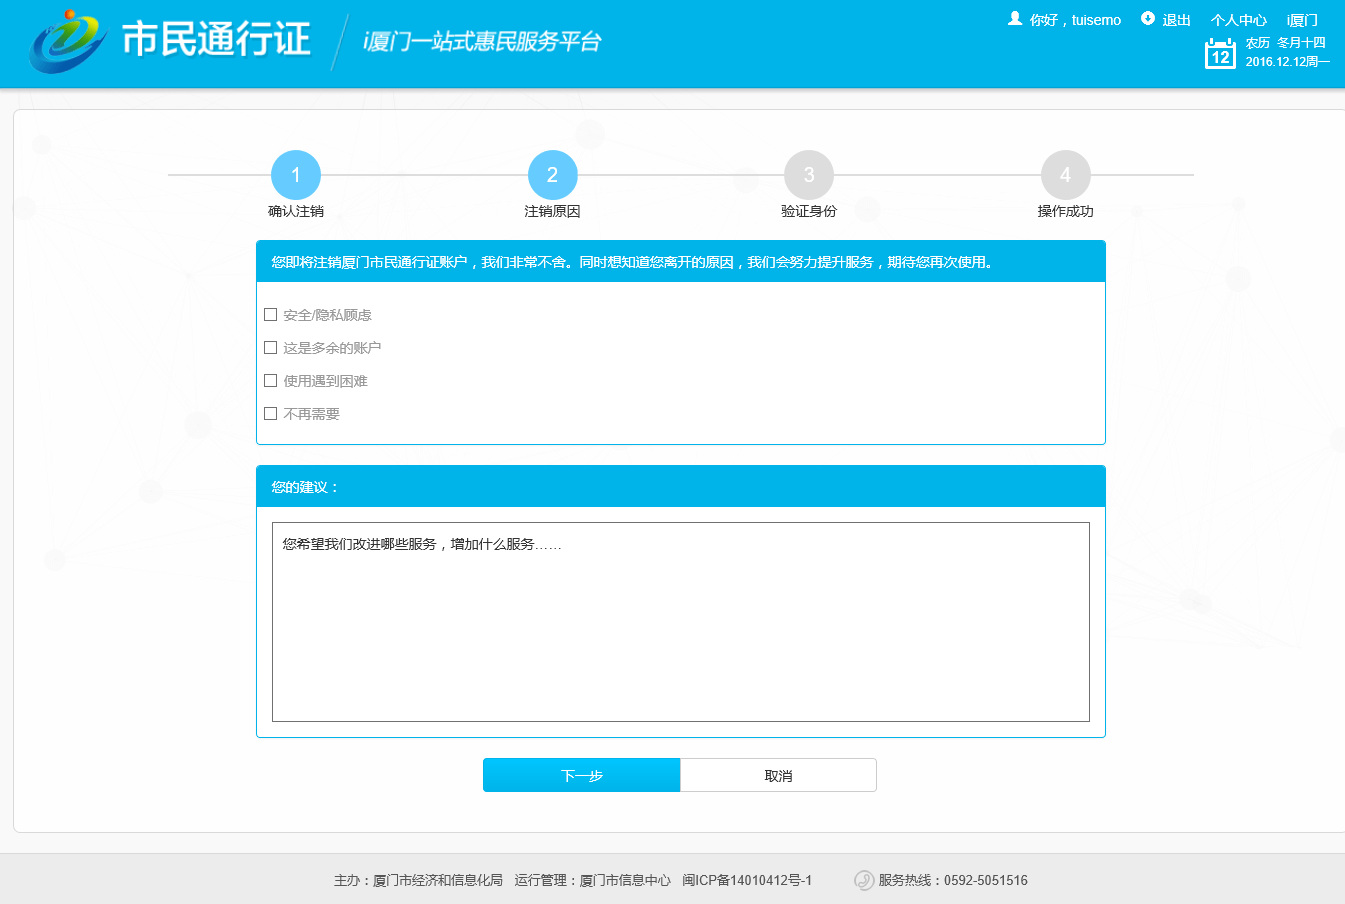 市民通行证
i厦门一站式惠民服务平台
你好，tuisemo 退出 个人中心 i厦门
12
农历 冬月十四
2016.12.12周一
1 2 3 4
确认注销 注销原因 验证身份 操作成功
您即将注销厦门市民通行证账户，我们非常不舍。同时想知道您离开的原因，我们会努力提升服务，期待您再次使用。
安全/隐私顾虑
这是多余的账户
使用遇到困难
不再需要
您的建议：
您希望我们改进哪些服务，增加什么服务……
下一步 取消
主办：厦门市经济和信息化局 运行管理：厦门市信息中心 闽ICP备14010412号-1 服务热线：0592-5051516